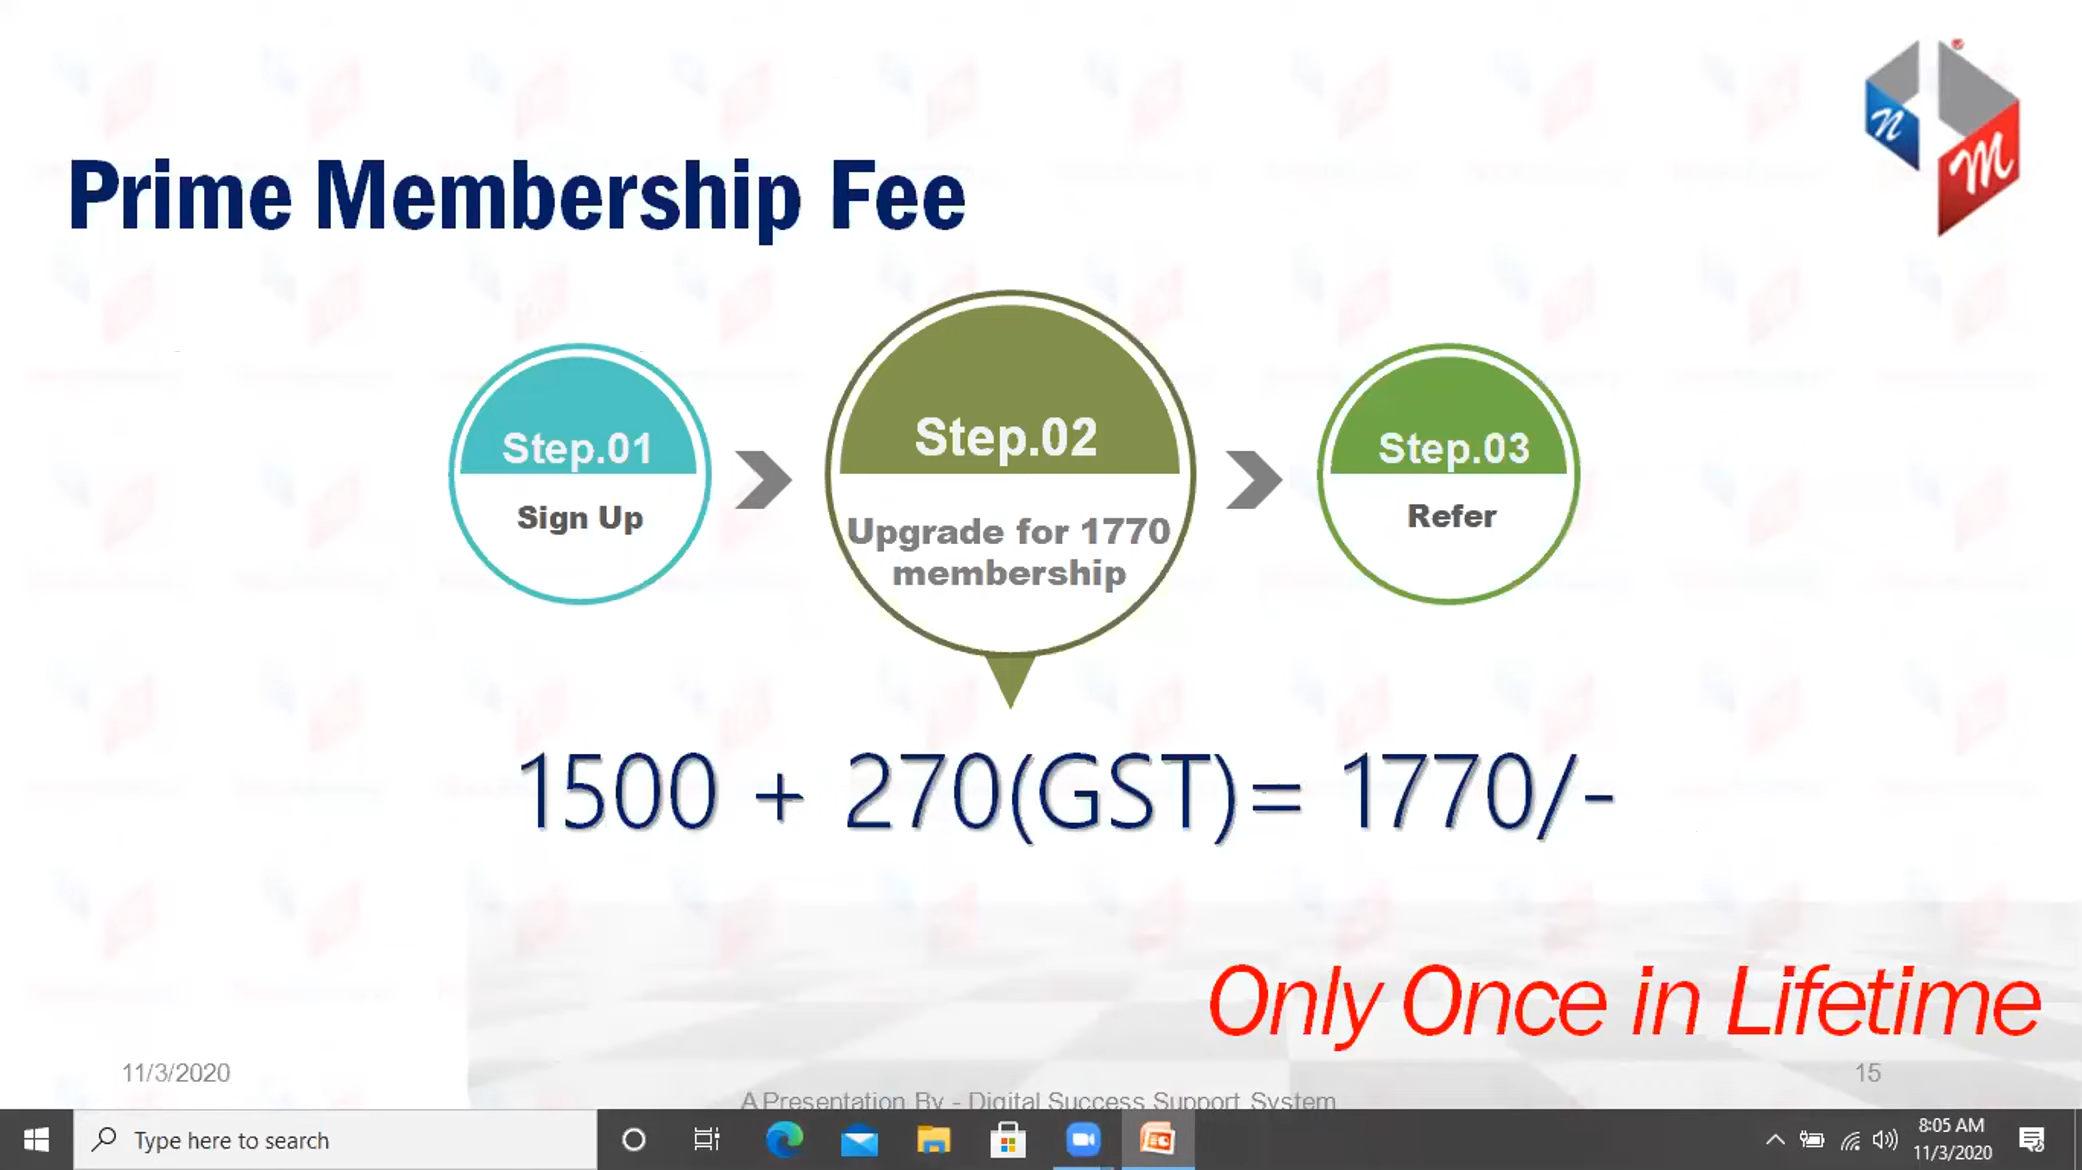 n
M
Prime Membership Fee
Step.01
Sign Up
Step.02
Upgrade for 1770
membership
Step.03
Refer
1500 + 270(GST)= 1770/-
Only Once in Lifetime
11/3/2020
15
A Presentation By - Digital Success Support System
Type here to search
8:05 AM
11/3/2020